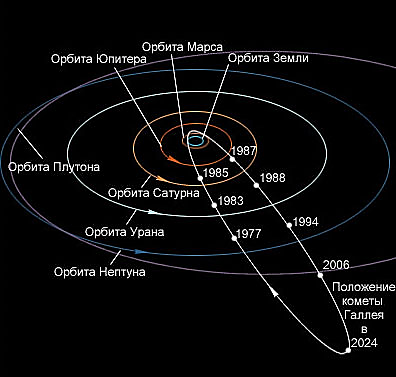 Орбита Марса
Орбита Юпитера
Орбита Земли
1987
Орбита Плутона
1985
1988
Орбита Сатурна
1983
1994
Орбита Урана
1977
2006
Орбита Нептуна
Положение
кометы
Галлея
в
2024